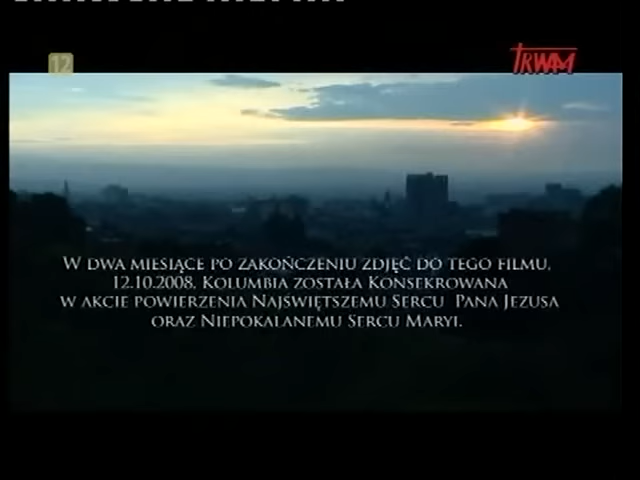 12
TRWAM
W DWA MIESIĄCE PO ZAKOŃCZENIU ZDJĘĆ DO TEGO FILMU,
12.10.2008. KOLUMBIA ZOSTAŁA KONSEKROWANA
W AKCIE POWIERZENIA NAJŚWIĘTSZEMU SERCU PANA JEZUSA
ORAZ NIEPOKALANEMU SERCU MARYI.